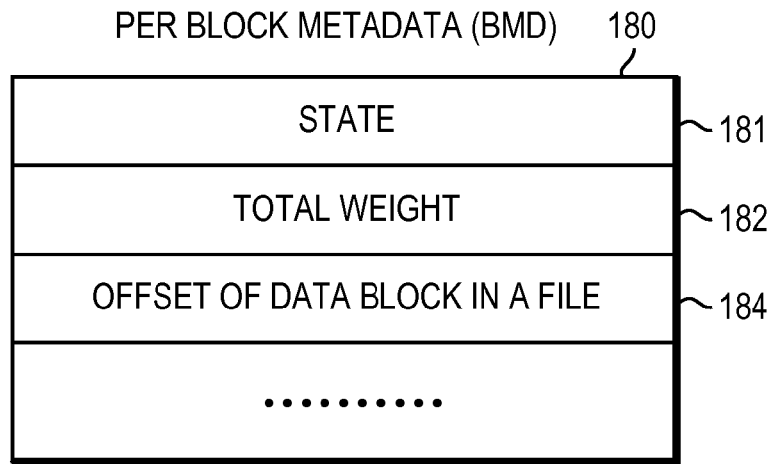 PER BLOCK METADATA (BMD) 180
STATE 181
TOTAL WEIGHT 182
OFFSET OF DATA BLOCK IN A FILE 184
..........